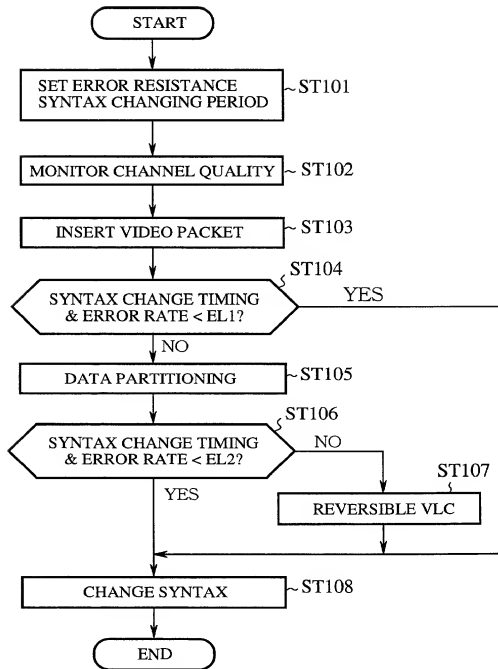 START
SET ERROR RESISTANCE
SYNTAX CHANGING PERIOD
ST101
MONITOR CHANNEL QUALITY
ST102
INSERT VIDEO PACKET
ST103
ST104
SYNTAX CHANGE TIMING
& ERROR RATE < EL1?
YES
NO
DATA PARTITIONING
ST105
ST106
SYNTAX CHANGE TIMING
& ERROR RATE < EL2?
NO
YES
ST107
REVERSIBLE VLC
CHANGE SYNTAX
ST108
END